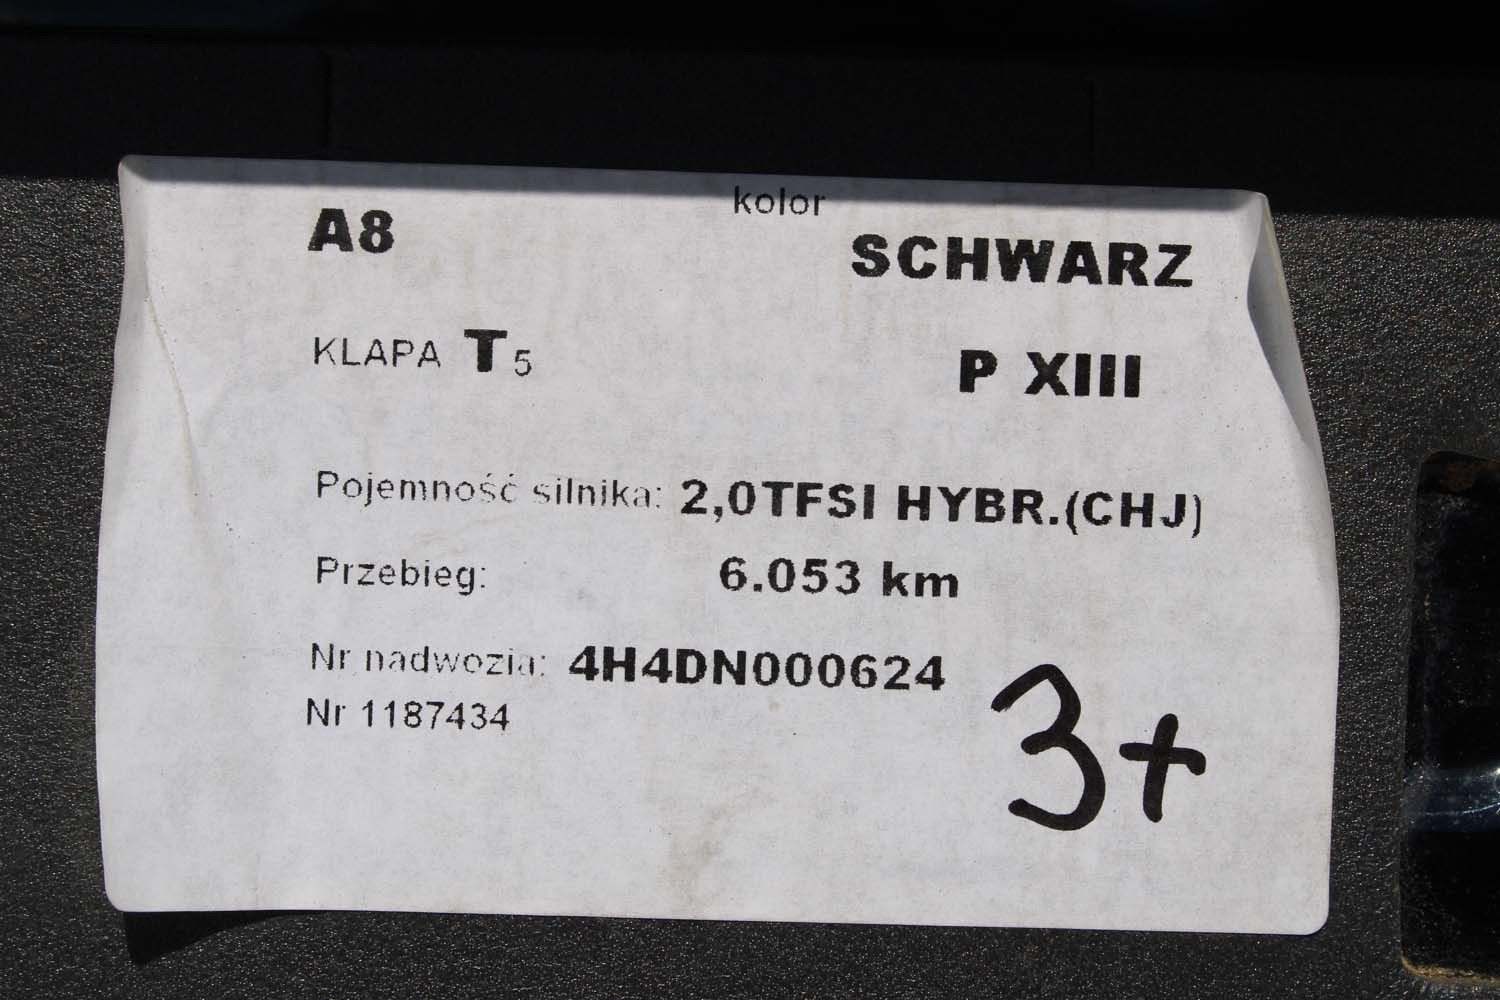 kolor
A8 SCHWARZ
KLAPA T5 P XIII
Pojemność silnika: 2,0TFSI HYBR.(CHJ)
Przebieg: 6.053 km
Nr nadwozia: 4H4DN000624
Nr 1187434
3+